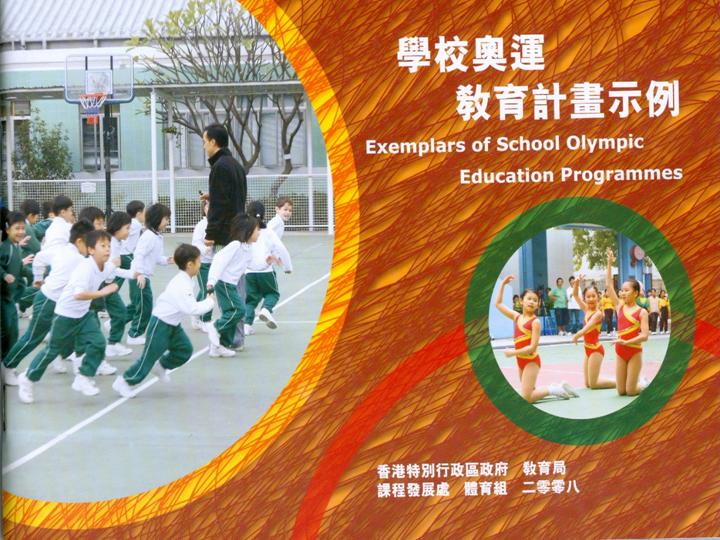 學校奧運
教育計畫示例
Exemplars of School Olympic
Education Programmes
香港特別行政區政府 教育局
課程發展處 體育組 二零零八